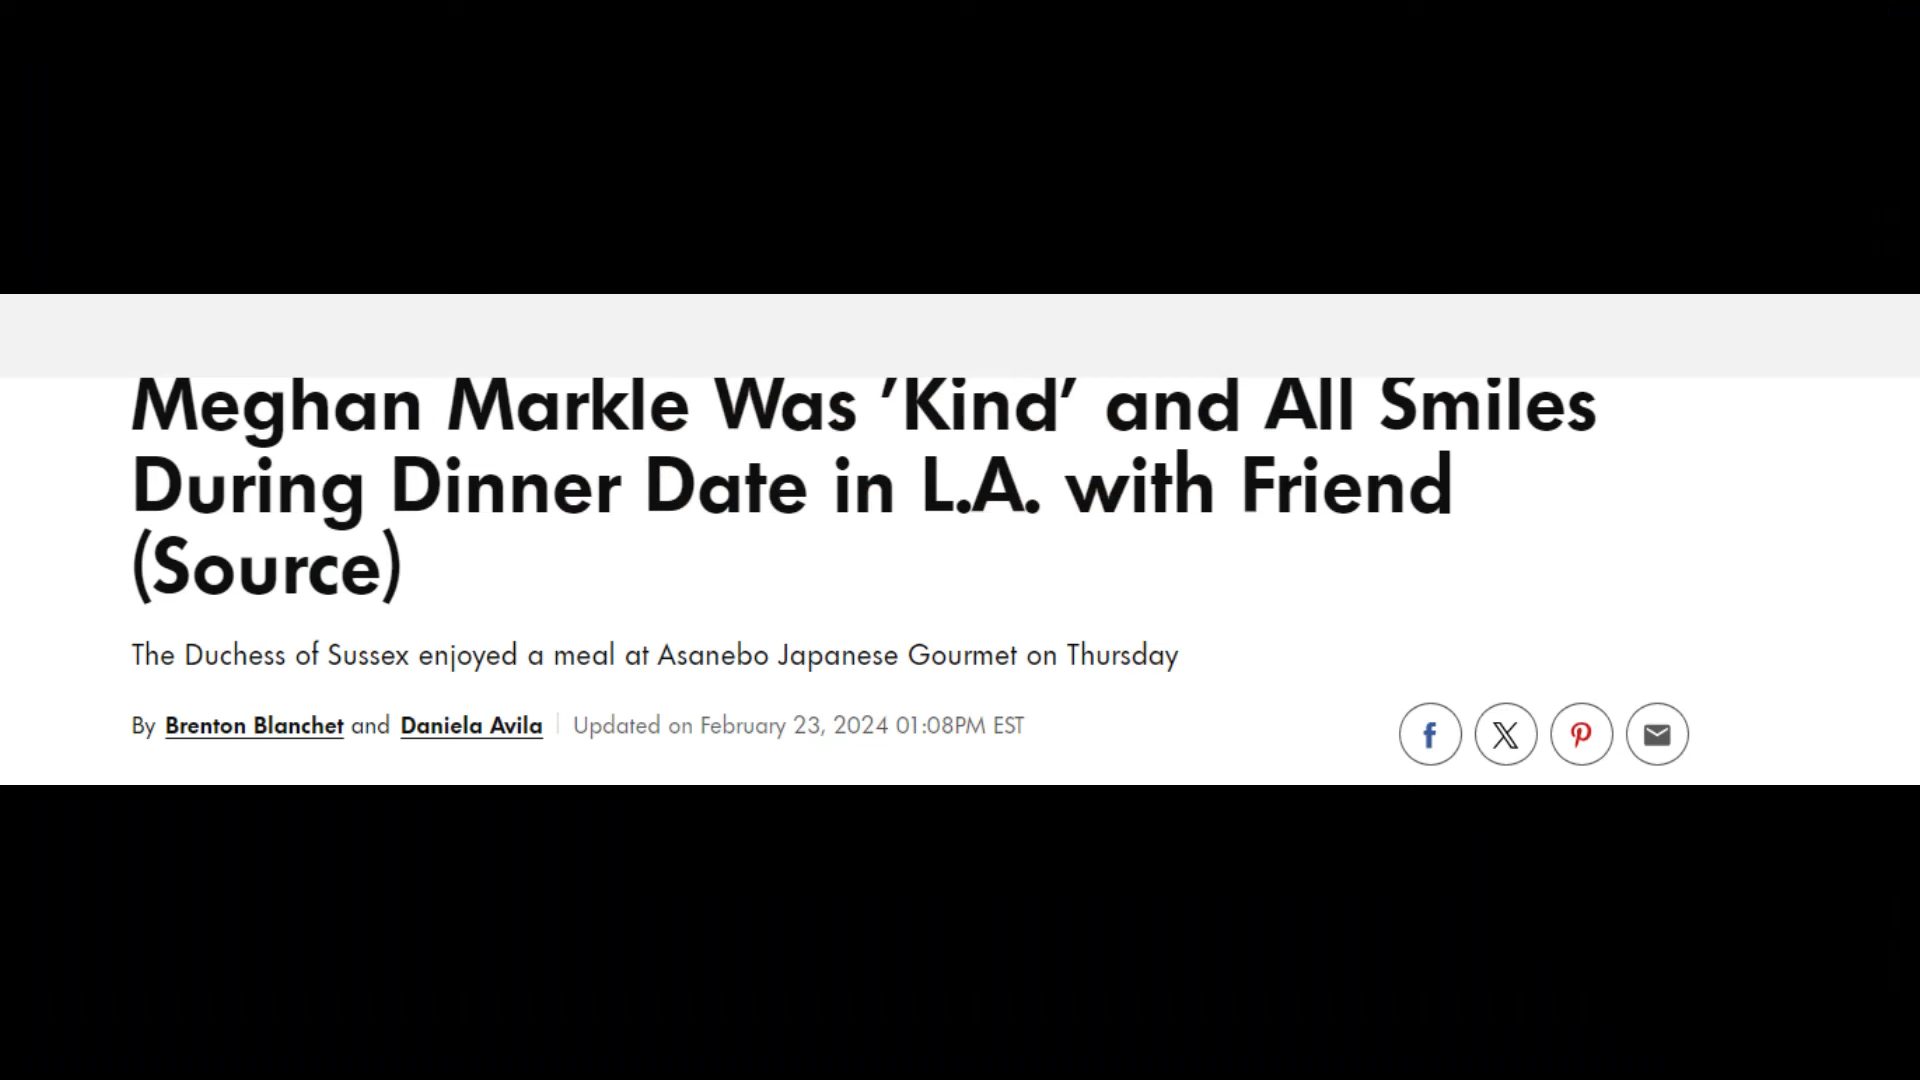 Meghan Markle Was ’Kind’ and All Smiles
During Dinner Date in L.A. with Friend
(Source)
The Duchess of Sussex enjoyed a meal at Asanebo Japanese Gourmet on Thursday
By Brenton Blanchet and Daniela Avila | Updated on February 23, 2024 01:08PM EST